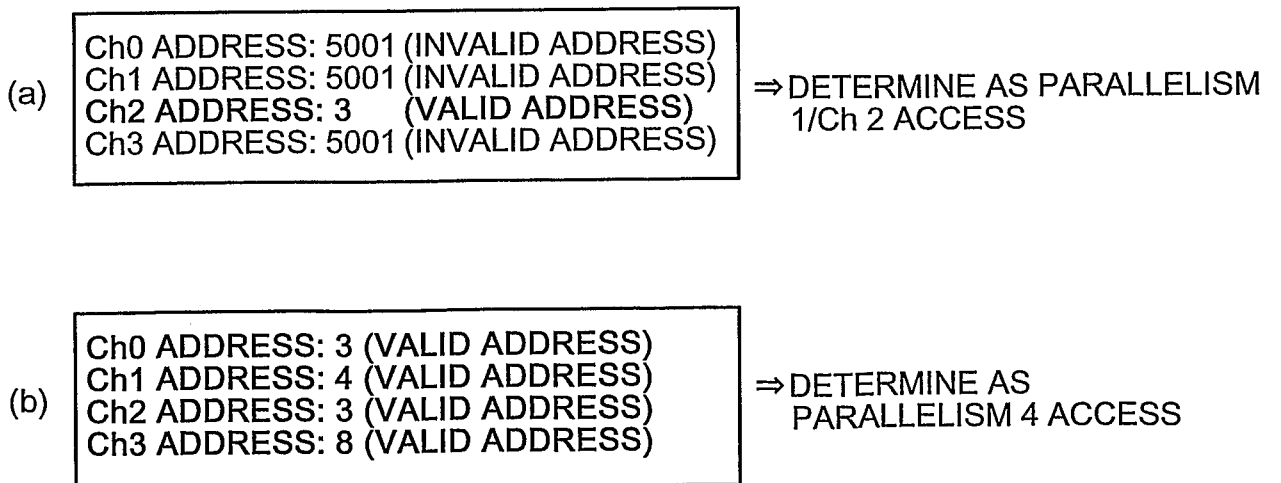 (a)
Ch0 ADDRESS: 5001 (INVALID ADDRESS)
Ch1 ADDRESS: 5001 (INVALID ADDRESS)
Ch2 ADDRESS: 3 (VALID ADDRESS)
Ch3 ADDRESS: 5001 (INVALID ADDRESS)
⇒ DETERMINE AS PARALLELISM
1/Ch 2 ACCESS
(b)
Ch0 ADDRESS: 3 (VALID ADDRESS)
Ch1 ADDRESS: 4 (VALID ADDRESS)
Ch2 ADDRESS: 3 (VALID ADDRESS)
Ch3 ADDRESS: 8 (VALID ADDRESS)
⇒ DETERMINE AS
PARALLELISM 4 ACCESS